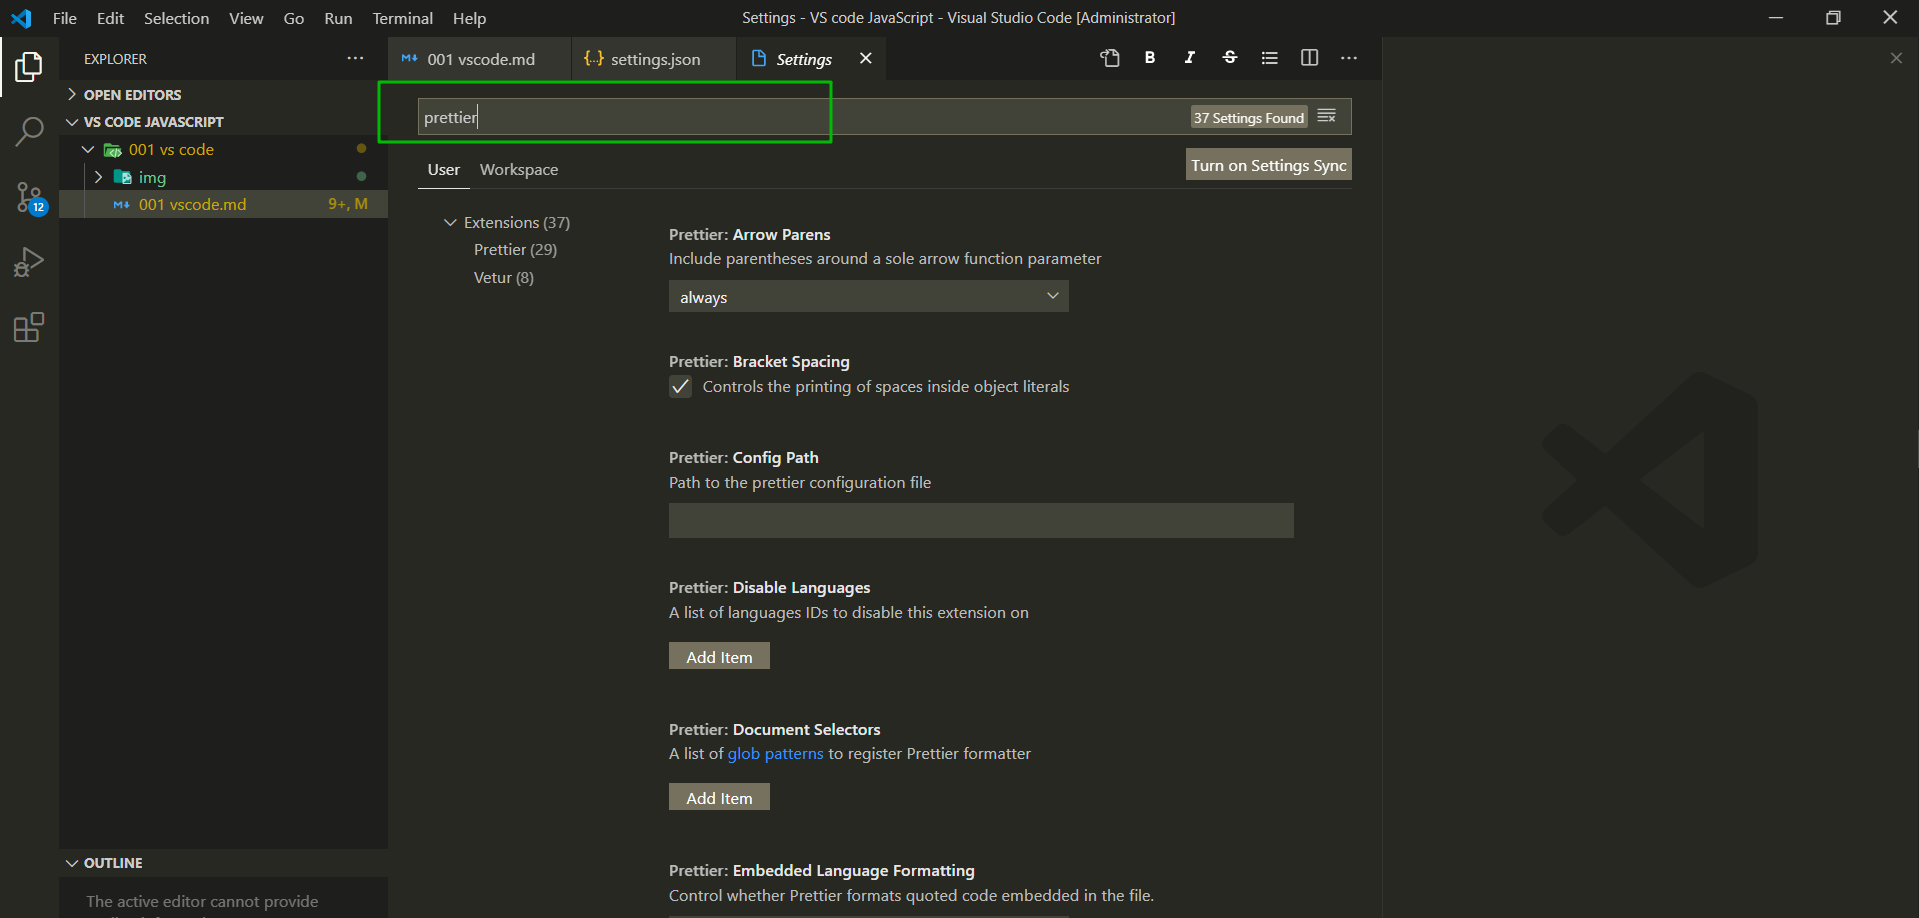 File Edit Selection View Go Run Terminal Help
Settings - VS code JavaScript - Visual Studio Code [Administrator]
EXPLORER
001 vscode.md
{..} settings.json
Settings
B I S
OPEN EDITORS
VS CODE JAVASCRIPT
001 vs code
img
001 vscode.md 9+, M
12
prettier
37 Settings Found
User Workspace
Turn on Settings Sync
Extensions (37)
Prettier (29)
Vetur (8)
Prettier: Arrow Parens
Include parentheses around a sole arrow function parameter
always
Prettier: Bracket Spacing
Controls the printing of spaces inside object literals
Prettier: Config Path
Path to the prettier configuration file
Prettier: Disable Languages
A list of languages IDs to disable this extension on
Add Item
Prettier: Document Selectors
A list of glob patterns to register Prettier formatter
Add Item
Prettier: Embedded Language Formatting
Control whether Prettier formats quoted code embedded in the file.
OUTLINE
The active editor cannot provide